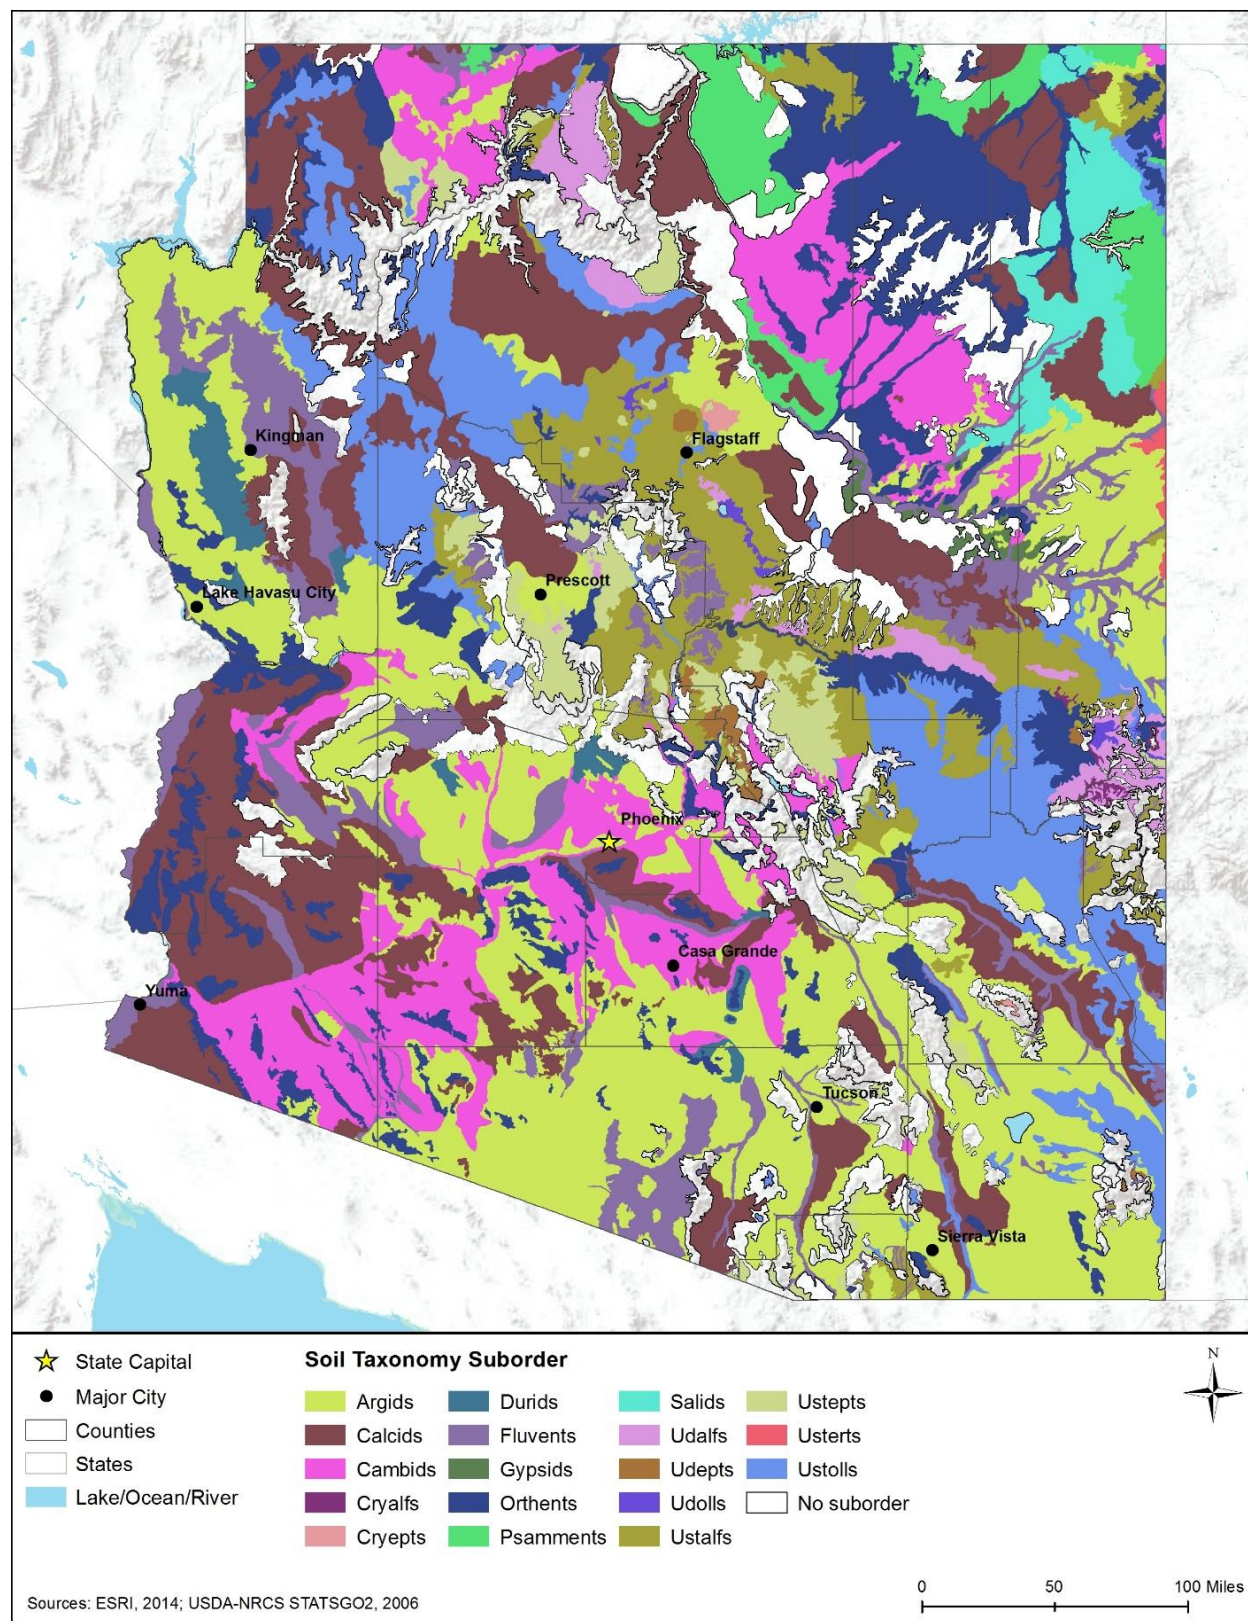 Kingman
Flagstaff
Lake Havasu City
Prescott
Phoenix
Casa Grande
Yuma
Tucson
Sierra Vista
State Capital
Major City
Counties
States
Lake/Ocean/River
Soil Taxonomy Suborder
Argids
Calcids
Cambids
Cryalfs
Cryepts
Durids
Fluvents
Gypsids
Orthents
Psamments
Salids
Udalfs
Udepts
Udolls
Ustalfs
Ustepts
Usterts
Ustolls
No suborder
N
0 50 100 Miles
Sources: ESRI, 2014; USDA-NRCS STATSGO2, 2006